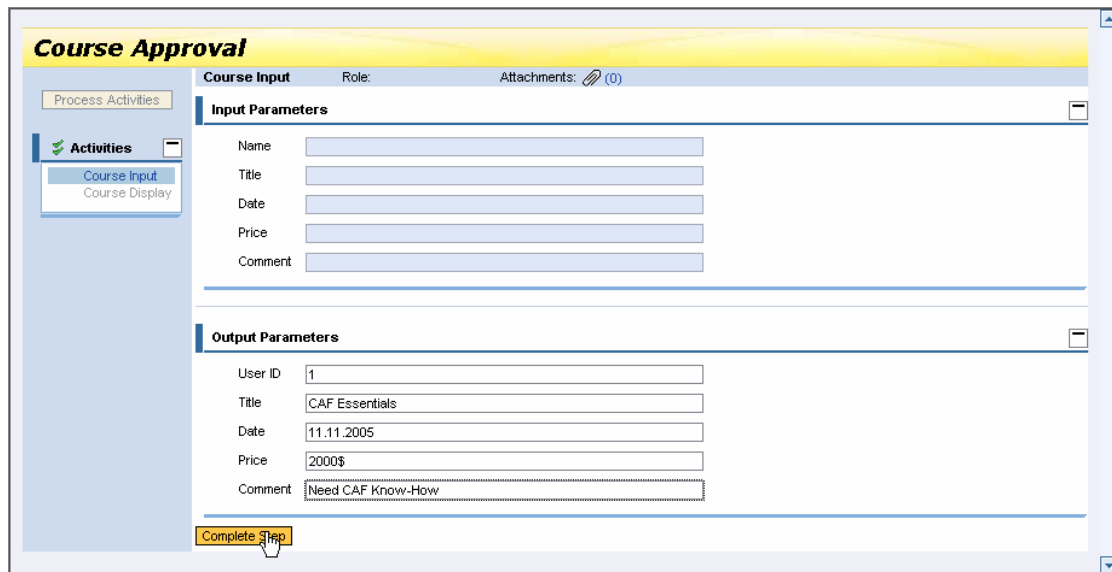 Course Approval
Course Input Role: Attachments: (0)
Process Activities
Input Parameters
Activities
Course Input
Course Display
Name
Title
Date
Price
Comment
Output Parameters
User ID 1
Title CAF Essentials
Date 11.11.2005
Price 2000$
Comment Need CAF Know-How
Complete Step